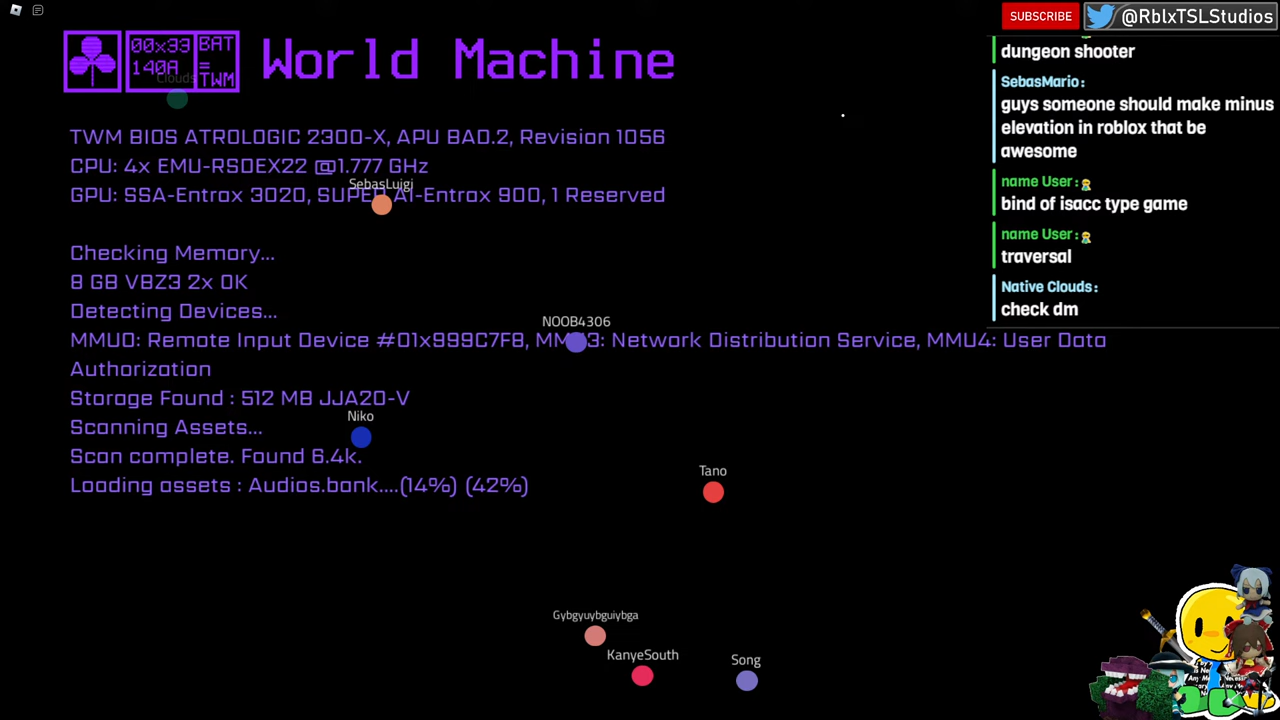 SUBSCRIBE
@RblxTSLStudios
00x33
140A
BAT
=
TWM
World Machine
Clouds
TWM BIOS ATROLOGIC 2300-X, APU BAD.2, Revision 1056
CPU: 4x EMU-RSDEX22 @1.777 GHz
SebasLuigi
GPU: SSA-Entrax 3020, SUPER AI-Entrax 900, 1 Reserved
Checking Memory...
8 GB VBZ3 2x OK
Detecting Devices...
NOOB4306
MMU0: Remote Input Device #01x999C7F8, MMU3: Network Distribution Service, MMU4: User Data
Authorization
Storage Found : 512 MB JJA20-V
Niko
Scanning Assets...
Scan complete. Found 6.4k.
Tano
Loading assets : Audios.bank....(14%) (42%)
Gybgyuybguiybga
KanyeSouth
Song
dungeon shooter
SebasMario:
guys someone should make minus
elevation in roblox that be
awesome
name User:
bind of isacc type game
name User:
traversal
Native Clouds:
check dm